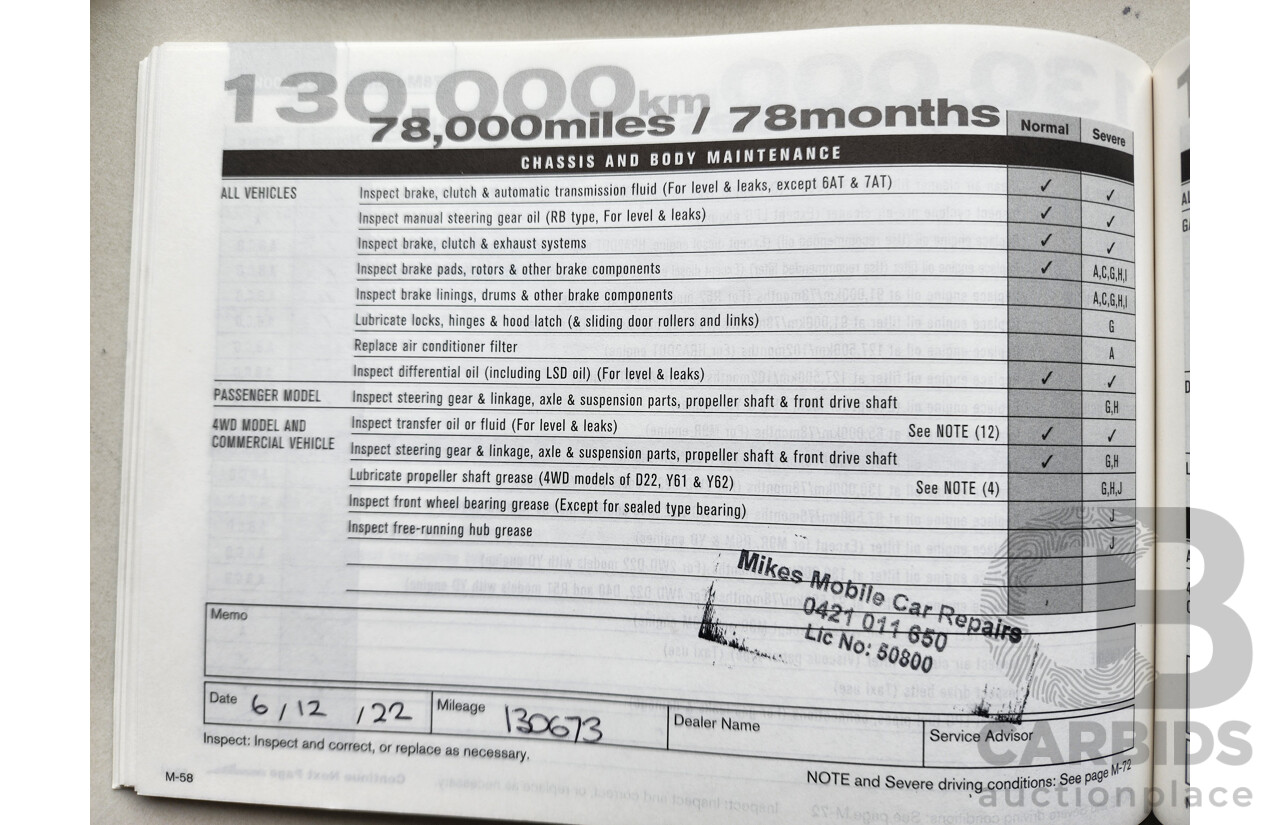 130,000km
78,000miles / 78months
Normal Severe
CHASSIS AND BODY MAINTENANCE
ALL VEHICLES Inspect brake, clutch & automatic transmission fluid (For level & leaks, except 6AT & 7AT) ✓ ✓
Inspect manual steering gear oil (RB type, For level & leaks) ✓ ✓
Inspect brake, clutch & exhaust systems ✓ ✓
Inspect brake pads, rotors & other brake components ✓ A,C,G,H,I
Inspect brake linings, drums & other brake components A,C,G,H,I
Lubricate locks, hinges & hood latch (& sliding door rollers and links) G
Replace air conditioner filter A
Inspect differential oil (including LSD oil) (For level & leaks) ✓ ✓
PASSENGER MODEL Inspect steering gear & linkage, axle & suspension parts, propeller shaft & front drive shaft G,H
4WD MODEL AND Inspect transfer oil or fluid (For level & leaks) See NOTE (12) ✓ ✓
COMMERCIAL VEHICLE Inspect steering gear & linkage, axle & suspension parts, propeller shaft & front drive shaft ✓ G,H
Lubricate propeller shaft grease (4WD models of D22, Y61 & Y62) See NOTE (4) G,H,J
Inspect front wheel bearing grease (Except for sealed type bearing) J
Inspect free-running hub grease J
Mikes Mobile Car Repairs
0421 011 650
Lic No: 50800
Memo
Date 6/12/22 Mileage 130673 Dealer Name Service Advisor
Inspect: Inspect and correct, or replace as necessary.
M-58 NOTE and Severe driving conditions: See page M-72
CARBIDS
auctionplace